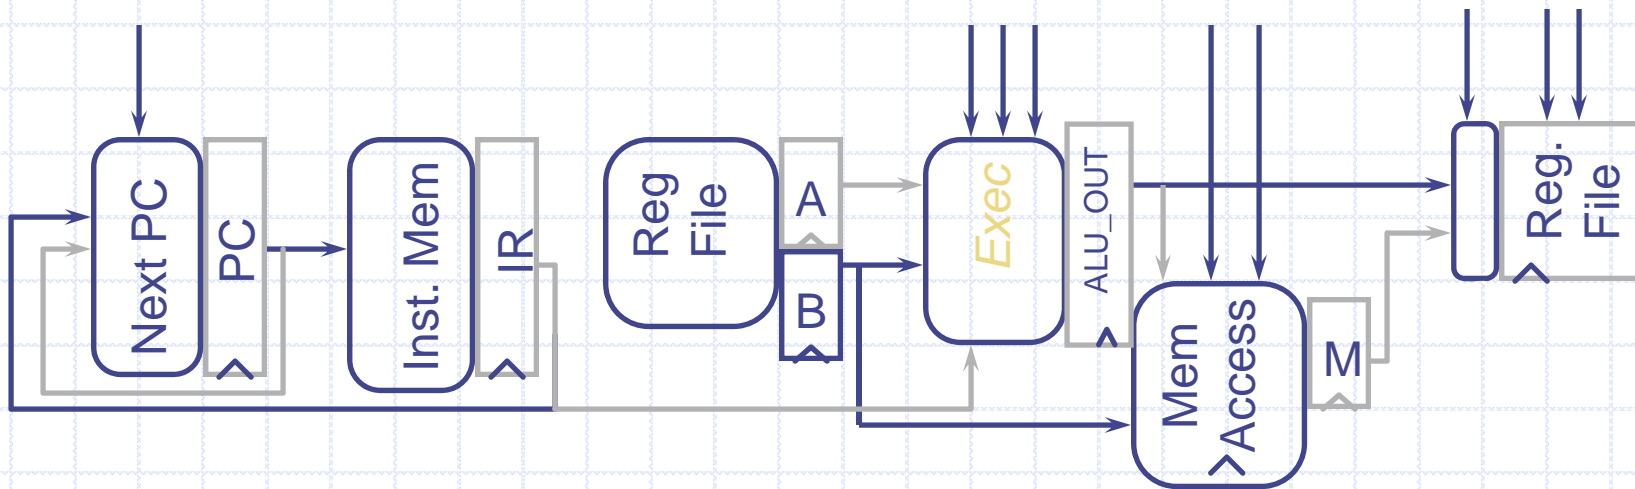 Next PC
PC
Inst. Mem
IR
Reg
File
A
B
Exec
ALU_OUT
Mem
Access
M
Reg.
File